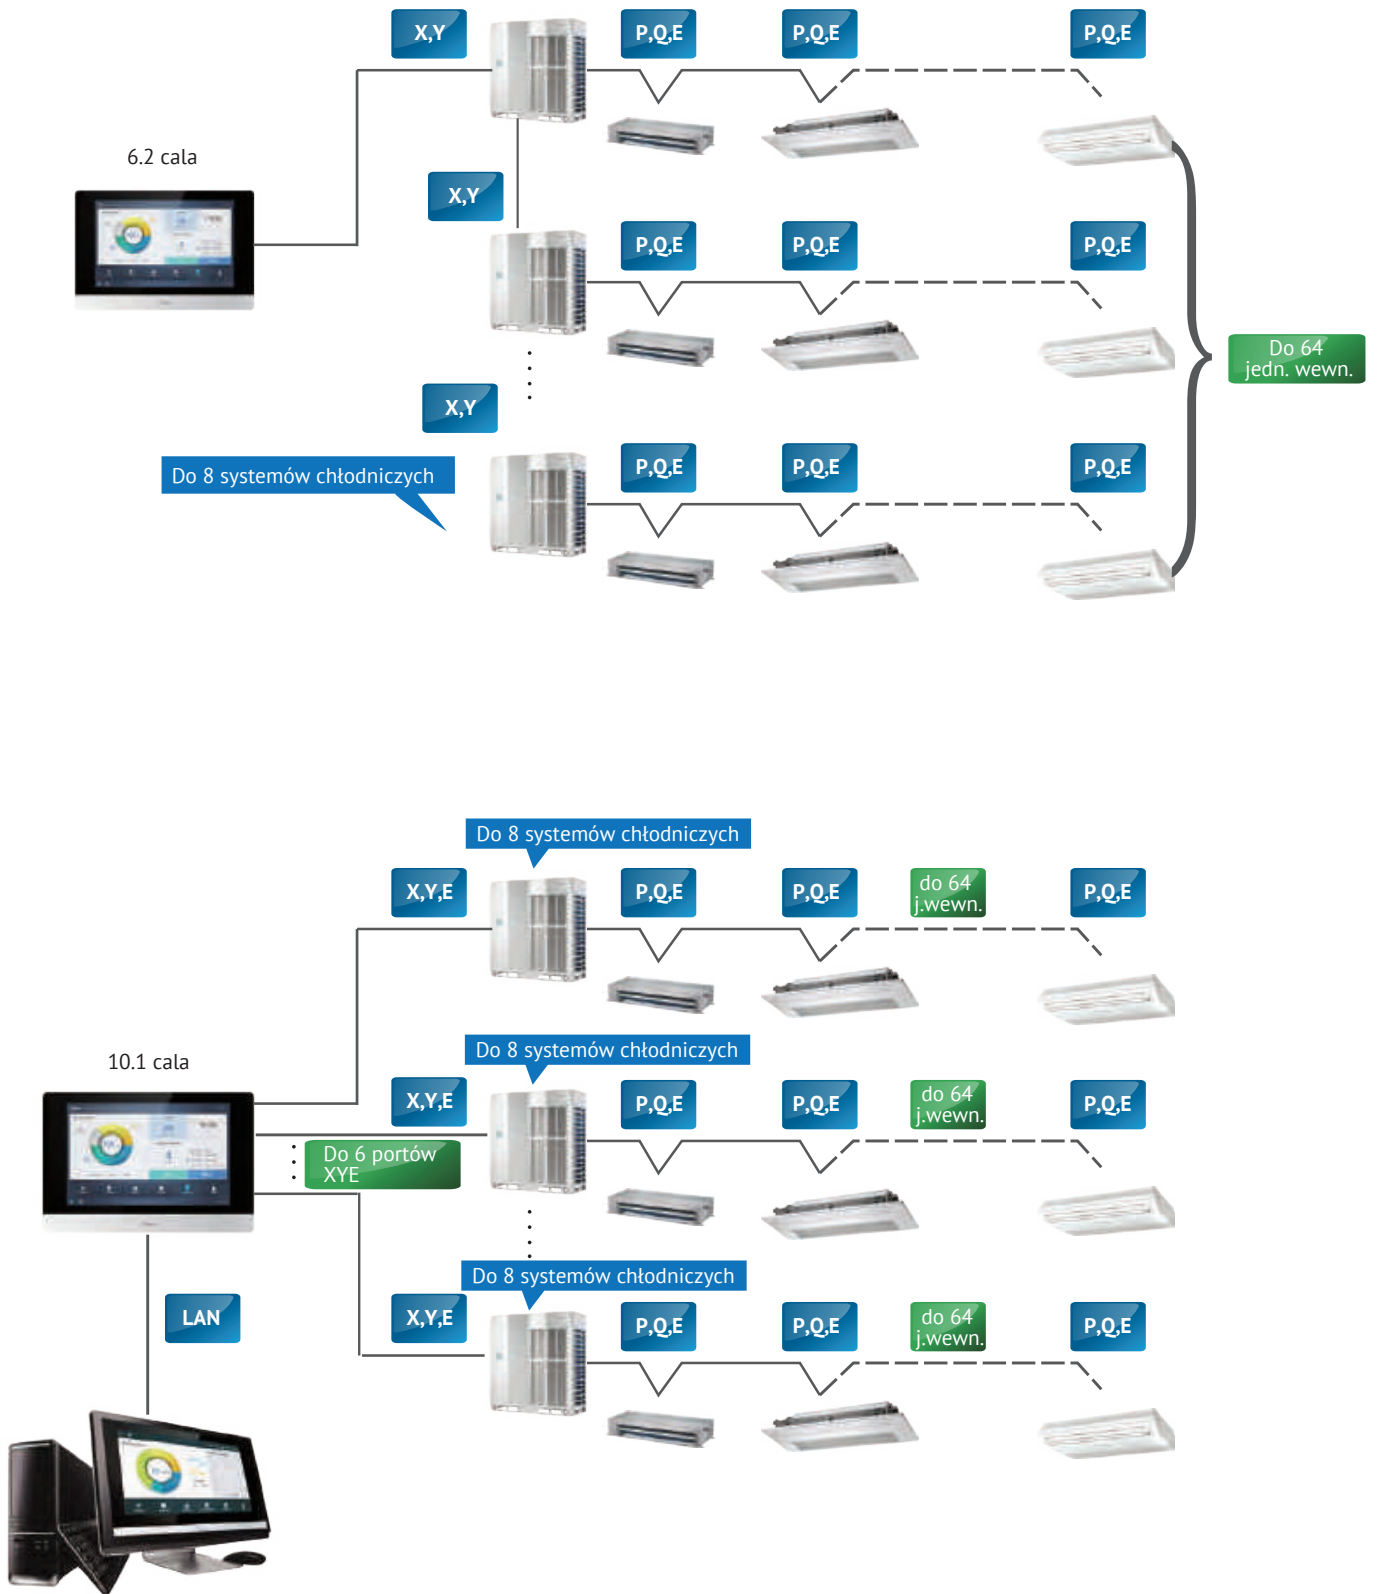 X,Y
P,Q,E
P,Q,E
P,Q,E
6.2 cala
X,Y
P,Q,E
P,Q,E
P,Q,E
Do 64
jedn. wewn.
X,Y
Do 8 systemów chłodniczych
P,Q,E
P,Q,E
P,Q,E
Do 8 systemów chłodniczych
X,Y,E
P,Q,E
P,Q,E
do 64
j.wewn.
P,Q,E
10.1 cala
Do 8 systemów chłodniczych
X,Y,E
P,Q,E
P,Q,E
do 64
j.wewn.
P,Q,E
Do 6 portów
XYE
Do 8 systemów chłodniczych
LAN
X,Y,E
P,Q,E
P,Q,E
do 64
j.wewn.
P,Q,E